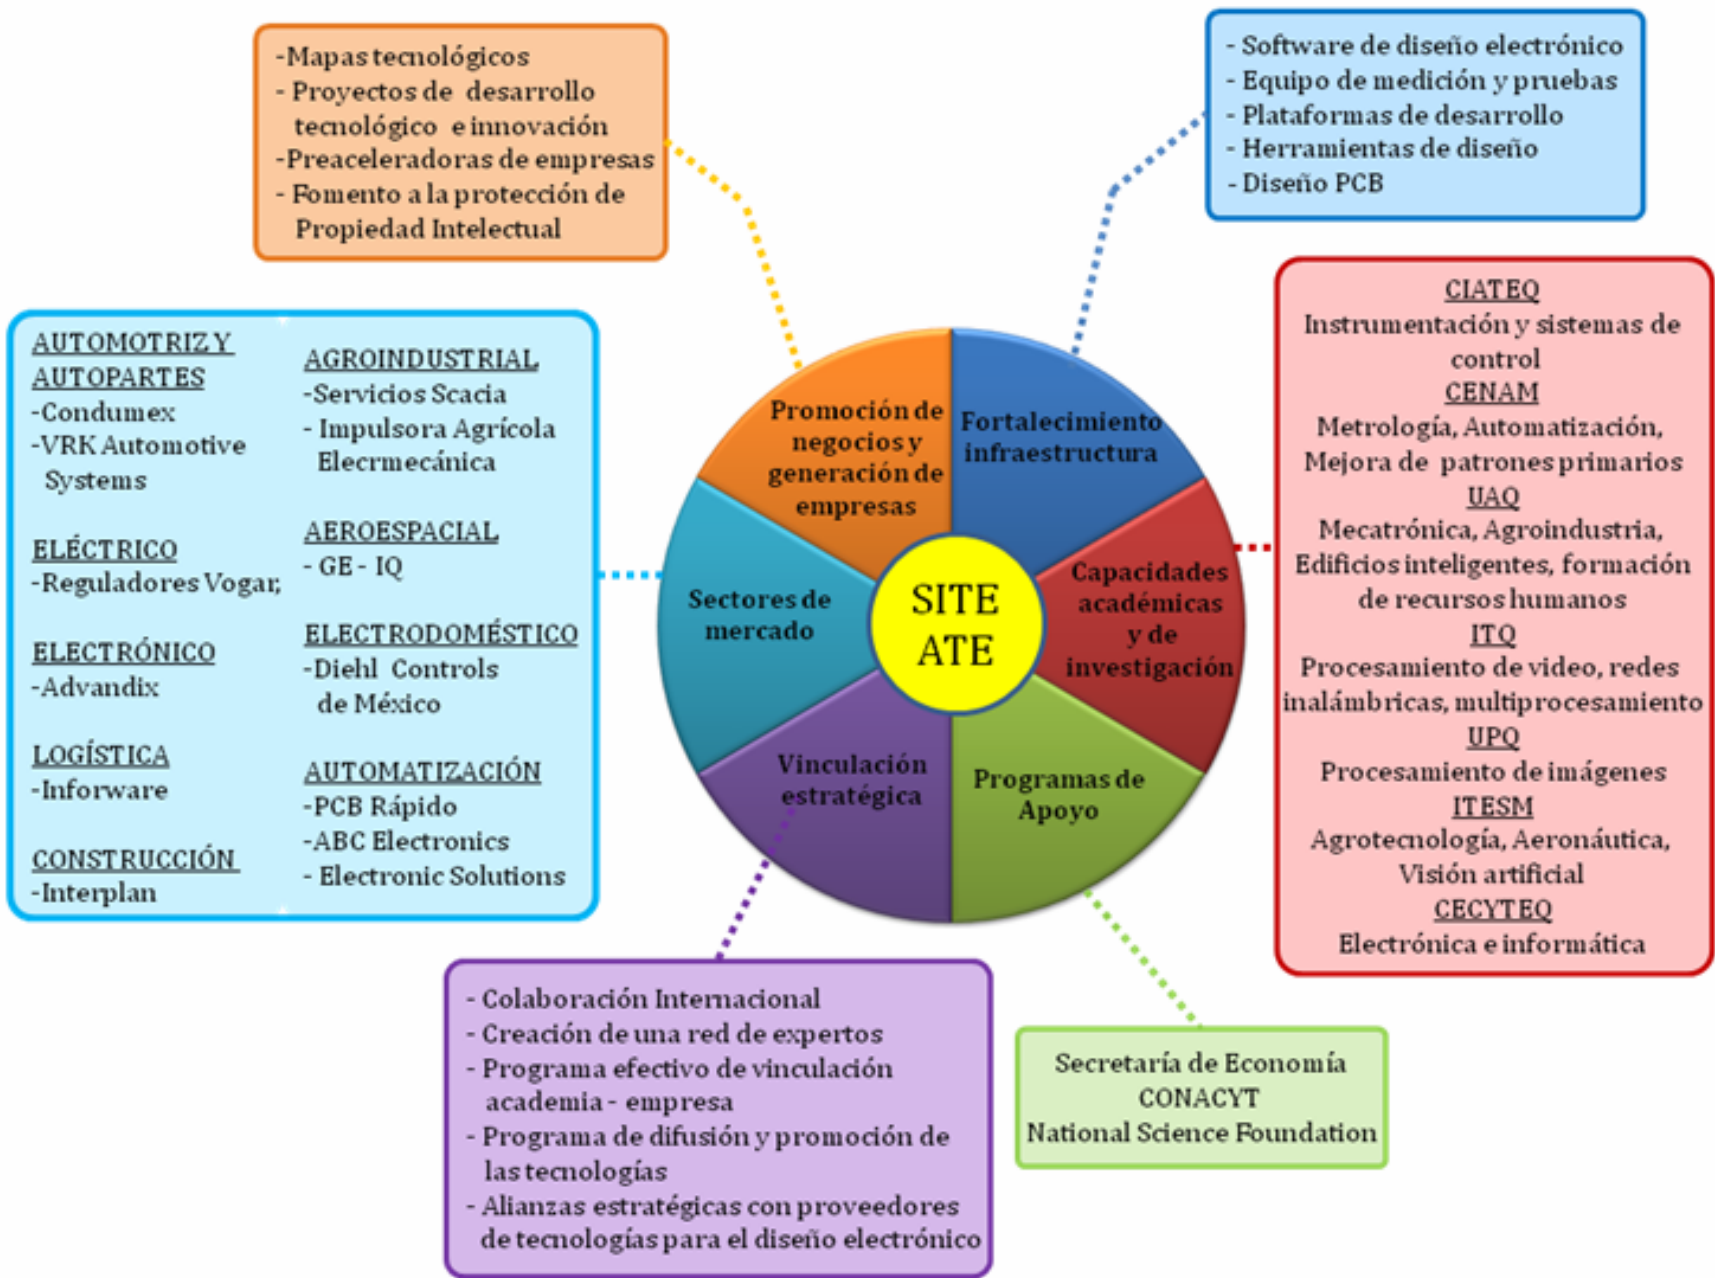 -Mapas tecnológicos
- Proyectos de desarrollo
tecnológico e innovación
-Preaceleradoras de empresas
- Fomento a la protección de
Propiedad Intelectual
- Software de diseño electrónico
- Equipo de medición y pruebas
- Plataformas de desarrollo
- Herramientas de diseño
- Diseño PCB
AUTOMOTRIZ Y
AUTOPARTES
-Condumex
-VRK Automotive
Systems
ELÉCTRICO
-Reguladores Vogar,
ELECTRÓNICO
-Advandix
LOGÍSTICA
-Inforware
CONSTRUCCIÓN
-Interplan
AGROINDUSTRIAL
-Servicios Scacia
- Impulsora Agrícola
Elecrmecánica
AEROESPACIAL
- GE - IQ
ELECTRODOMÉSTICO
-Diehl Controls
de México
AUTOMATIZACIÓN
-PCB Rápido
-ABC Electronics
- Electronic Solutions
Promoción de
negocios y
generación de
empresas
Fortalecimiento
infraestructura
Capacidades
académicas
y de
investigación
Programas de
Apoyo
Vinculación
estratégica
Sectores de
mercado
SITE
ATE
CIATEQ
Instrumentación y sistemas de
control
CENAM
Metrología, Automatización,
Mejora de patrones primarios
UAQ
Mecatrónica, Agroindustria,
Edificios inteligentes, formación
de recursos humanos
ITQ
Procesamiento de video, redes
inalámbricas, multiprocesamiento
UPQ
Procesamiento de imágenes
ITESM
Agrotecnología, Aeronáutica,
Visión artificial
CECYTEQ
Electrónica e informática
- Colaboración Internacional
- Creación de una red de expertos
- Programa efectivo de vinculación
academia - empresa
- Programa de difusión y promoción de
las tecnologías
- Alianzas estratégicas con proveedores
de tecnologías para el diseño electrónico
Secretaría de Economía
CONACYT
National Science Foundation